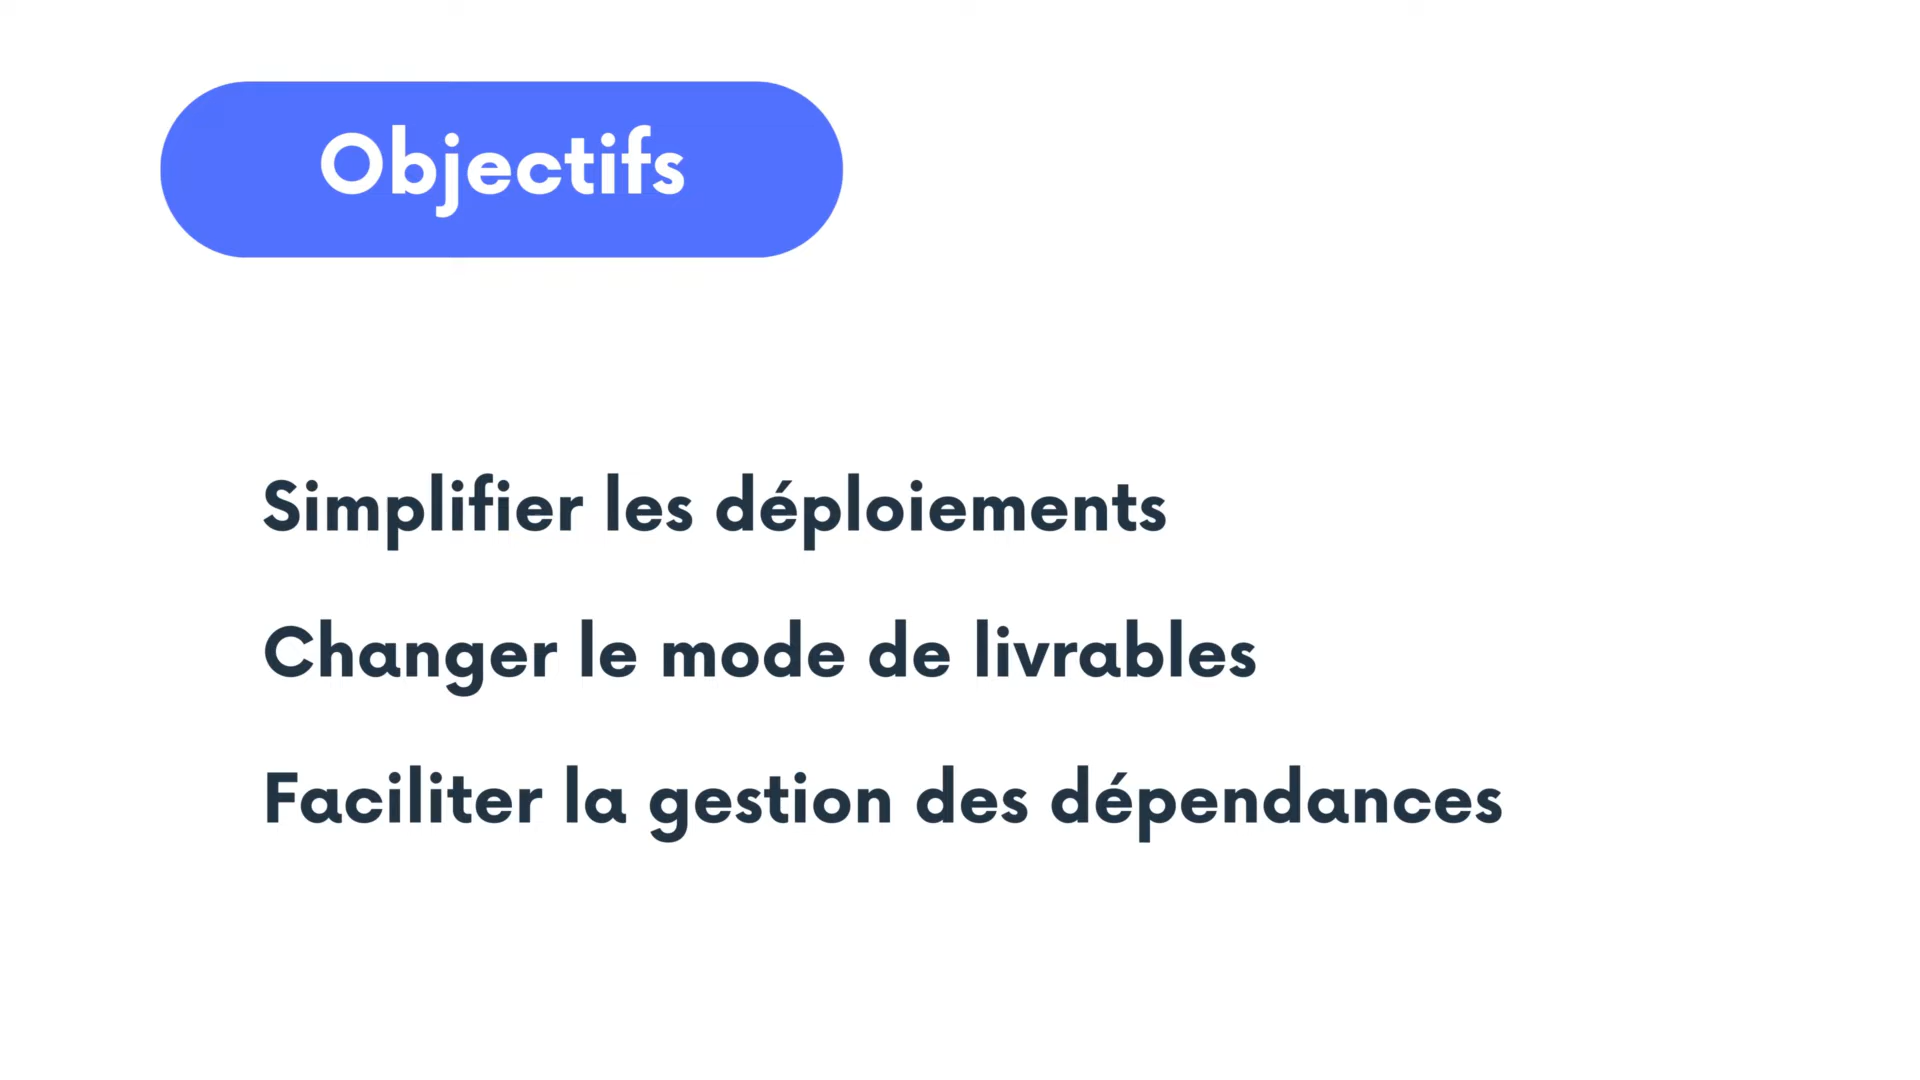 Objectifs
Simplifier les déploiements
Changer le mode de livrables
Faciliter la gestion des dépendances